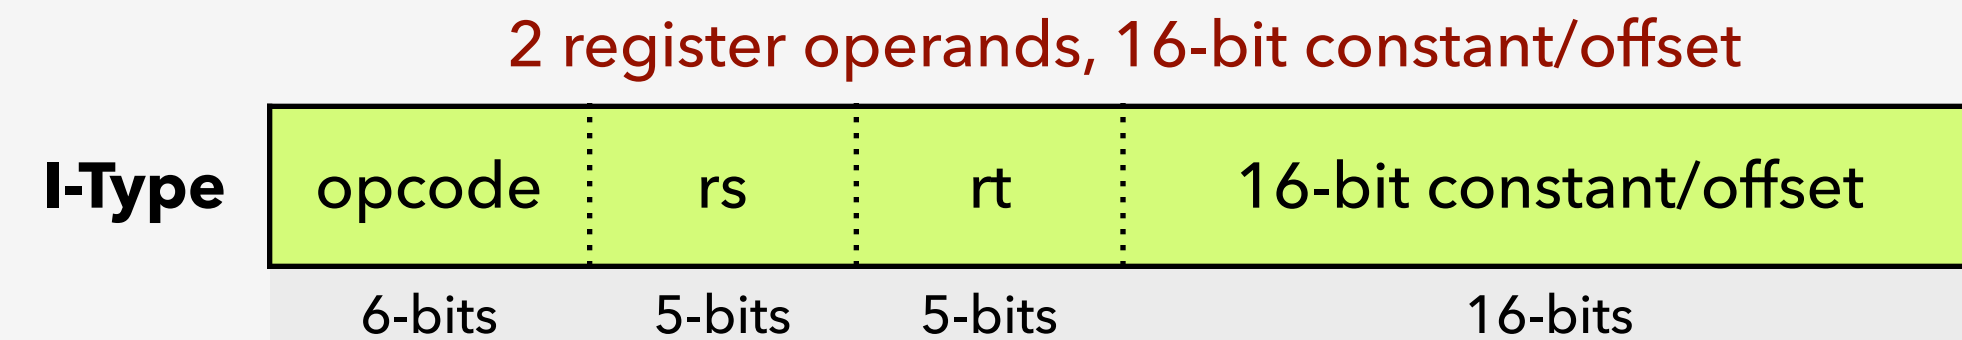 2 register operands, 16-bit constant/offset
I-Type opcode rs rt 16-bit constant/offset
6-bits 5-bits 5-bits 16-bits